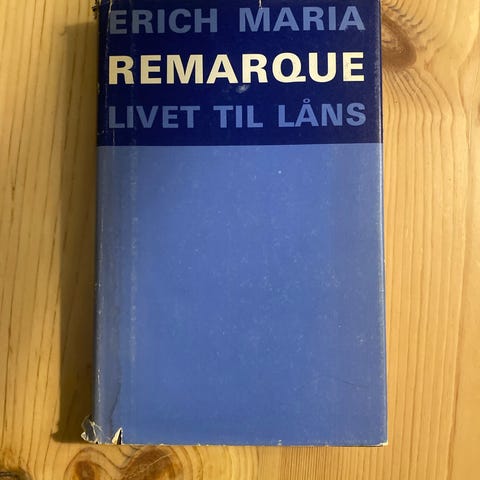 ERICH MARIA
REMARQUE
LIVET TIL LÅNS